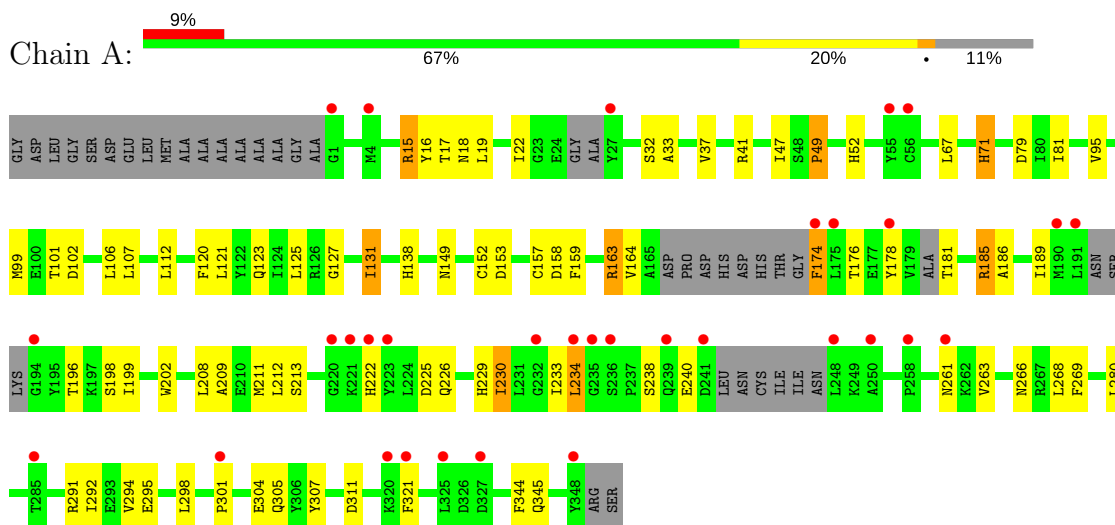 9%
Chain A:
67% 20% • 11%
GLY ASP LEU GLY SER ASP GLU LEU MET ALA ALA ALA ALA ALA ALA GLY ALA G1 M4 R15 Y16 T17 N18 L19 I22 G23 E24 GLY ALA Y27 S32 A33 V37 R41 I47 S48 P49 H52 Y55 C56 L67 H71 D79 I80 I81 V95
M99 E100 T101 D102 L106 L107 L112 F120 L121 Y122 Q123 I124 L125 R126 G127 I131 H138 N149 C152 D153 C157 D158 F159 R163 V164 A165 ASP PRO ASP HIS ASP HIS THR GLY F174 L175 T176 E177 Y178 V179 ALA T181 R185 A186 I189 M190 L191 ASN SER
LYS G194 Y195 T196 K197 S198 I199 W202 L208 A209 E210 M211 L212 S213 G220 K221 H222 Y223 L224 D225 Q226 H229 I230 L231 G232 I233 L234 G235 S236 P237 S238 Q239 E240 D241 LEU ASN CYS ILE ILE ASN L248 K249 A250 P258 N261 K262 V263 N266 R267 L268 F269
T285 R291 I292 E293 V294 E295 L298 P301 E304 Q305 Y306 Y307 D311 K320 F321 L325 D326 D327 F344 Q345 Y348 ARG SER